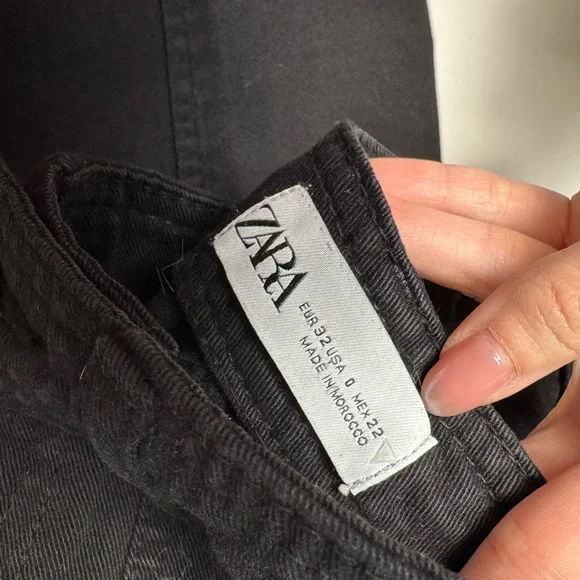 ZARA
EUR 32 USA 0 MEX 22
MADE IN MOROCCO